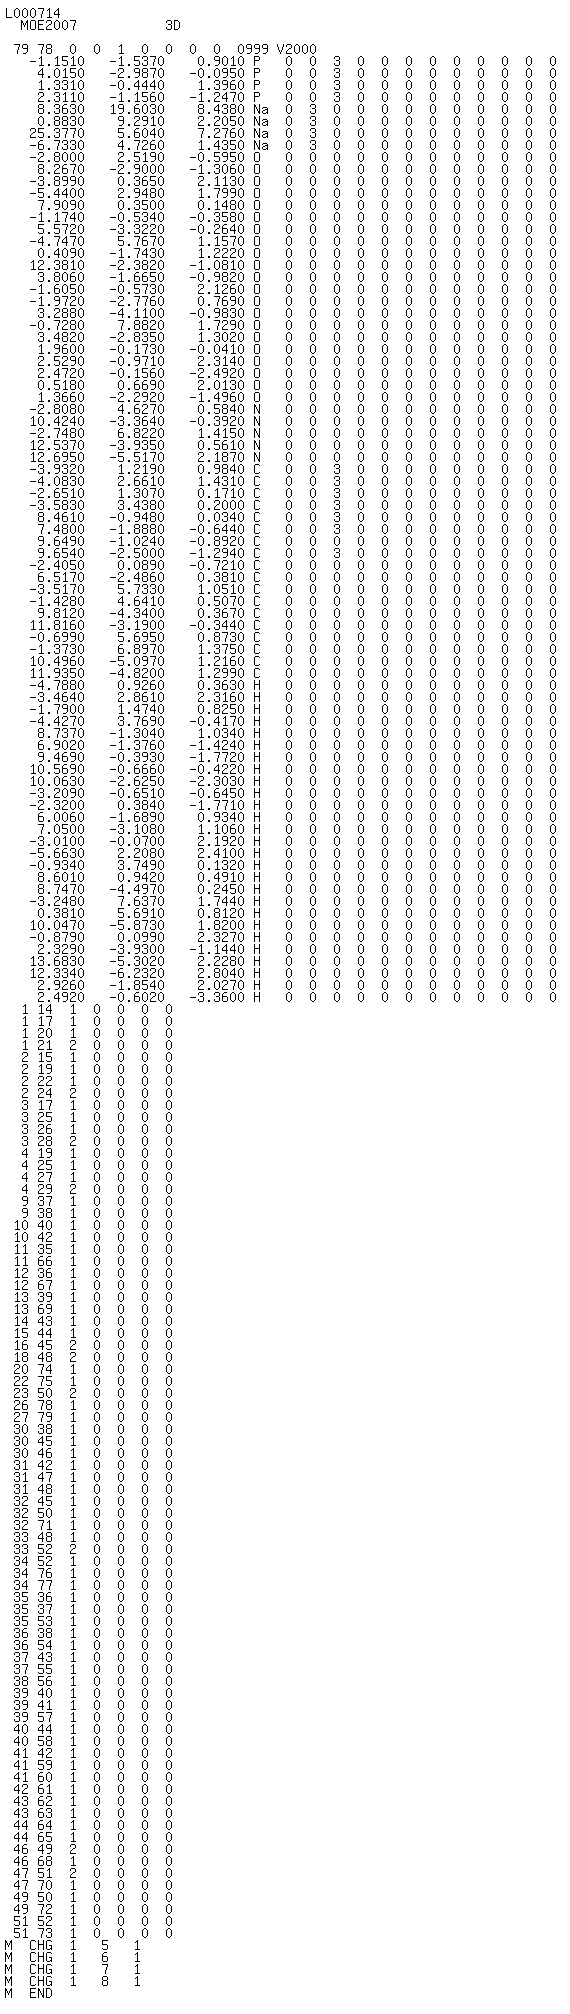 L000714
  MOE2007           3D

 79 78  0  0  1  0  0  0  0  0999 V2000
   -1.1510   -1.5370    0.9010 P   0  0  3  0  0  0  0  0  0  0  0  0
    4.0150   -2.9870   -0.0950 P   0  0  3  0  0  0  0  0  0  0  0  0
    1.3310   -0.4440    1.3960 P   0  0  3  0  0  0  0  0  0  0  0  0
    2.3110   -1.1560   -1.2470 P   0  0  3  0  0  0  0  0  0  0  0  0
    8.3630   19.6030    8.4380 Na  0  3  0  0  0  0  0  0  0  0  0  0
    0.8830    9.2910    2.2050 Na  0  3  0  0  0  0  0  0  0  0  0  0
   25.3770    5.6040    7.2760 Na  0  3  0  0  0  0  0  0  0  0  0  0
   -6.7330    4.7260    1.4350 Na  0  3  0  0  0  0  0  0  0  0  0  0
   -2.8000    2.5190   -0.5950 O   0  0  0  0  0  0  0  0  0  0  0  0
    8.2670   -2.9000   -1.3060 O   0  0  0  0  0  0  0  0  0  0  0  0
   -3.8990    0.3650    2.1130 O   0  0  0  0  0  0  0  0  0  0  0  0
   -5.4400    2.9480    1.7990 O   0  0  0  0  0  0  0  0  0  0  0  0
    7.9090    0.3500    0.1480 O   0  0  0  0  0  0  0  0  0  0  0  0
   -1.1740   -0.5340   -0.3580 O   0  0  0  0  0  0  0  0  0  0  0  0
    5.5720   -3.3220   -0.2640 O   0  0  0  0  0  0  0  0  0  0  0  0
   -4.7470    5.7670    1.1570 O   0  0  0  0  0  0  0  0  0  0  0  0
    0.4090   -1.7430    1.2220 O   0  0  0  0  0  0  0  0  0  0  0  0
   12.3810   -2.3820   -1.0810 O   0  0  0  0  0  0  0  0  0  0  0  0
    3.8060   -1.6650   -0.9820 O   0  0  0  0  0  0  0  0  0  0  0  0
   -1.6050   -0.5730    2.1260 O   0  0  0  0  0  0  0  0  0  0  0  0
   -1.9720   -2.7760    0.7690 O   0  0  0  0  0  0  0  0  0  0  0  0
    3.2880   -4.1100   -0.9830 O   0  0  0  0  0  0  0  0  0  0  0  0
   -0.7280    7.8820    1.7290 O   0  0  0  0  0  0  0  0  0  0  0  0
    3.4820   -2.8350    1.3020 O   0  0  0  0  0  0  0  0  0  0  0  0
    1.9600   -0.1730   -0.0410 O   0  0  0  0  0  0  0  0  0  0  0  0
    2.5290   -0.9710    2.3140 O   0  0  0  0  0  0  0  0  0  0  0  0
    2.4720   -0.1560   -2.4920 O   0  0  0  0  0  0  0  0  0  0  0  0
    0.5180    0.6690    2.0130 O   0  0  0  0  0  0  0  0  0  0  0  0
    1.3660   -2.2920   -1.4960 O   0  0  0  0  0  0  0  0  0  0  0  0
   -2.8080    4.6270    0.5840 N   0  0  0  0  0  0  0  0  0  0  0  0
   10.4240   -3.3640   -0.3920 N   0  0  0  0  0  0  0  0  0  0  0  0
   -2.7480    6.8220    1.4150 N   0  0  0  0  0  0  0  0  0  0  0  0
   12.5370   -3.9350    0.5610 N   0  0  0  0  0  0  0  0  0  0  0  0
   12.6950   -5.5170    2.1870 N   0  0  0  0  0  0  0  0  0  0  0  0
   -3.9320    1.2190    0.9840 C   0  0  3  0  0  0  0  0  0  0  0  0
   -4.0830    2.6610    1.4310 C   0  0  3  0  0  0  0  0  0  0  0  0
   -2.6510    1.3070    0.1710 C   0  0  3  0  0  0  0  0  0  0  0  0
   -3.5830    3.4380    0.2000 C   0  0  3  0  0  0  0  0  0  0  0  0
    8.4610   -0.9480    0.0340 C   0  0  3  0  0  0  0  0  0  0  0  0
    7.4800   -1.8880   -0.6440 C   0  0  3  0  0  0  0  0  0  0  0  0
    9.6490   -1.0240   -0.8920 C   0  0  0  0  0  0  0  0  0  0  0  0
    9.6540   -2.5000   -1.2940 C   0  0  3  0  0  0  0  0  0  0  0  0
   -2.4050    0.0890   -0.7210 C   0  0  0  0  0  0  0  0  0  0  0  0
    6.5170   -2.4860    0.3810 C   0  0  0  0  0  0  0  0  0  0  0  0
   -3.5170    5.7330    1.0510 C   0  0  0  0  0  0  0  0  0  0  0  0
   -1.4280    4.6410    0.5070 C   0  0  0  0  0  0  0  0  0  0  0  0
    9.8120   -4.3400    0.3670 C   0  0  0  0  0  0  0  0  0  0  0  0
   11.8160   -3.1900   -0.3440 C   0  0  0  0  0  0  0  0  0  0  0  0
   -0.6990    5.6950    0.8730 C   0  0  0  0  0  0  0  0  0  0  0  0
   -1.3730    6.8970    1.3750 C   0  0  0  0  0  0  0  0  0  0  0  0
   10.4960   -5.0970    1.2160 C   0  0  0  0  0  0  0  0  0  0  0  0
   11.9350   -4.8200    1.2990 C   0  0  0  0  0  0  0  0  0  0  0  0
   -4.7880    0.9260    0.3630 H   0  0  0  0  0  0  0  0  0  0  0  0
   -3.4640    2.8610    2.3160 H   0  0  0  0  0  0  0  0  0  0  0  0
   -1.7900    1.4740    0.8250 H   0  0  0  0  0  0  0  0  0  0  0  0
   -4.4270    3.7690   -0.4170 H   0  0  0  0  0  0  0  0  0  0  0  0
    8.7370   -1.3040    1.0340 H   0  0  0  0  0  0  0  0  0  0  0  0
    6.9020   -1.3760   -1.4240 H   0  0  0  0  0  0  0  0  0  0  0  0
    9.4690   -0.3930   -1.7720 H   0  0  0  0  0  0  0  0  0  0  0  0
   10.5690   -0.6660   -0.4220 H   0  0  0  0  0  0  0  0  0  0  0  0
   10.0630   -2.6250   -2.3030 H   0  0  0  0  0  0  0  0  0  0  0  0
   -3.2090   -0.6510   -0.6450 H   0  0  0  0  0  0  0  0  0  0  0  0
   -2.3200    0.3840   -1.7710 H   0  0  0  0  0  0  0  0  0  0  0  0
    6.0060   -1.6890    0.9340 H   0  0  0  0  0  0  0  0  0  0  0  0
    7.0500   -3.1080    1.1060 H   0  0  0  0  0  0  0  0  0  0  0  0
   -3.0100   -0.0700    2.1920 H   0  0  0  0  0  0  0  0  0  0  0  0
   -5.6630    2.2080    2.4100 H   0  0  0  0  0  0  0  0  0  0  0  0
   -0.9340    3.7490    0.1320 H   0  0  0  0  0  0  0  0  0  0  0  0
    8.6010    0.9420    0.4910 H   0  0  0  0  0  0  0  0  0  0  0  0
    8.7470   -4.4970    0.2450 H   0  0  0  0  0  0  0  0  0  0  0  0
   -3.2480    7.6370    1.7440 H   0  0  0  0  0  0  0  0  0  0  0  0
    0.3810    5.6910    0.8120 H   0  0  0  0  0  0  0  0  0  0  0  0
   10.0470   -5.8730    1.8200 H   0  0  0  0  0  0  0  0  0  0  0  0
   -0.8790    0.0990    2.3270 H   0  0  0  0  0  0  0  0  0  0  0  0
    2.3290   -3.9300   -1.1440 H   0  0  0  0  0  0  0  0  0  0  0  0
   13.6830   -5.3020    2.2280 H   0  0  0  0  0  0  0  0  0  0  0  0
   12.3340   -6.2320    2.8040 H   0  0  0  0  0  0  0  0  0  0  0  0
    2.9260   -1.8540    2.0270 H   0  0  0  0  0  0  0  0  0  0  0  0
    2.4920   -0.6020   -3.3600 H   0  0  0  0  0  0  0  0  0  0  0  0
  1 14  1  0  0  0  0
  1 17  1  0  0  0  0
  1 20  1  0  0  0  0
  1 21  2  0  0  0  0
  2 15  1  0  0  0  0
  2 19  1  0  0  0  0
  2 22  1  0  0  0  0
  2 24  2  0  0  0  0
  3 17  1  0  0  0  0
  3 25  1  0  0  0  0
  3 26  1  0  0  0  0
  3 28  2  0  0  0  0
  4 19  1  0  0  0  0
  4 25  1  0  0  0  0
  4 27  1  0  0  0  0
  4 29  2  0  0  0  0
  9 37  1  0  0  0  0
  9 38  1  0  0  0  0
 10 40  1  0  0  0  0
 10 42  1  0  0  0  0
 11 35  1  0  0  0  0
 11 66  1  0  0  0  0
 12 36  1  0  0  0  0
 12 67  1  0  0  0  0
 13 39  1  0  0  0  0
 13 69  1  0  0  0  0
 14 43  1  0  0  0  0
 15 44  1  0  0  0  0
 16 45  2  0  0  0  0
 18 48  2  0  0  0  0
 20 74  1  0  0  0  0
 22 75  1  0  0  0  0
 23 50  2  0  0  0  0
 26 78  1  0  0  0  0
 27 79  1  0  0  0  0
 30 38  1  0  0  0  0
 30 45  1  0  0  0  0
 30 46  1  0  0  0  0
 31 42  1  0  0  0  0
 31 47  1  0  0  0  0
 31 48  1  0  0  0  0
 32 45  1  0  0  0  0
 32 50  1  0  0  0  0
 32 71  1  0  0  0  0
 33 48  1  0  0  0  0
 33 52  2  0  0  0  0
 34 52  1  0  0  0  0
 34 76  1  0  0  0  0
 34 77  1  0  0  0  0
 35 36  1  0  0  0  0
 35 37  1  0  0  0  0
 35 53  1  0  0  0  0
 36 38  1  0  0  0  0
 36 54  1  0  0  0  0
 37 43  1  0  0  0  0
 37 55  1  0  0  0  0
 38 56  1  0  0  0  0
 39 40  1  0  0  0  0
 39 41  1  0  0  0  0
 39 57  1  0  0  0  0
 40 44  1  0  0  0  0
 40 58  1  0  0  0  0
 41 42  1  0  0  0  0
 41 59  1  0  0  0  0
 41 60  1  0  0  0  0
 42 61  1  0  0  0  0
 43 62  1  0  0  0  0
 43 63  1  0  0  0  0
 44 64  1  0  0  0  0
 44 65  1  0  0  0  0
 46 49  2  0  0  0  0
 46 68  1  0  0  0  0
 47 51  2  0  0  0  0
 47 70  1  0  0  0  0
 49 50  1  0  0  0  0
 49 72  1  0  0  0  0
 51 52  1  0  0  0  0
 51 73  1  0  0  0  0
M  CHG  1   5   1
M  CHG  1   6   1
M  CHG  1   7   1
M  CHG  1   8   1
M  END